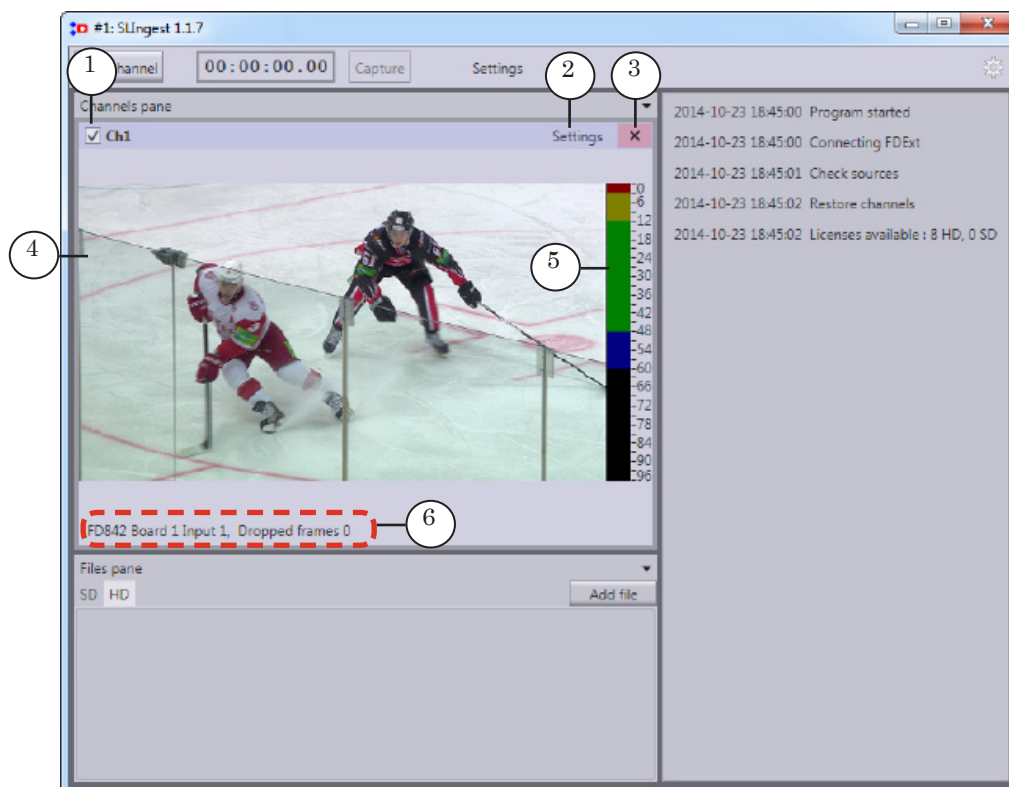 #1: SLIngest 1.1.7
1
hannel
00:00:00.00
Capture
Settings
2
3
Channels pane
Ch1
Settings
4
5
0
-6
-12
-18
-24
-30
-36
-42
-48
-54
-60
-66
-72
-78
-84
-90
-96
FD842 Board 1 Input 1, Dropped frames 0
6
Files pane
SD HD
Add file
2014-10-23 18:45:00 Program started
2014-10-23 18:45:00 Connecting FDExt
2014-10-23 18:45:01 Check sources
2014-10-23 18:45:02 Restore channels
2014-10-23 18:45:02 Licenses available : 8 HD, 0 SD